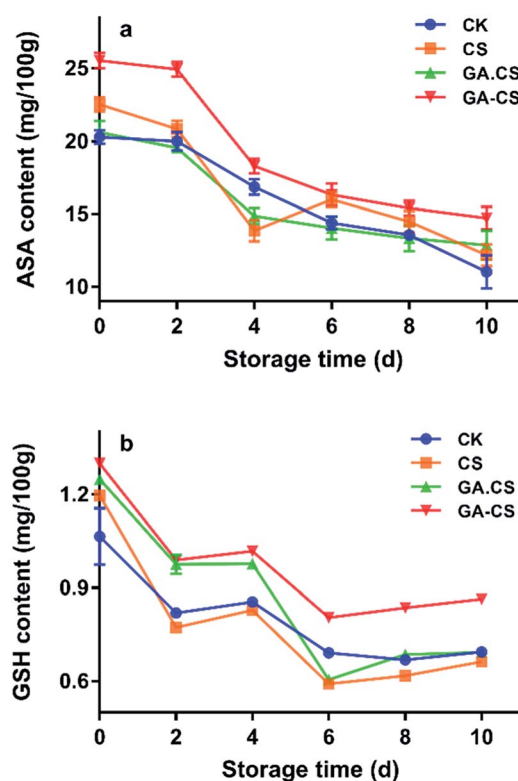 a
CK
CS
GA.CS
GA-CS
ASA content (mg/100g)
25
20
15
10
0 2 4 6 8 10
Storage time (d)
b
CK
CS
GA.CS
GA-CS
GSH content (mg/100g)
1.2
0.9
0.6
0 2 4 6 8 10
Storage time (d)